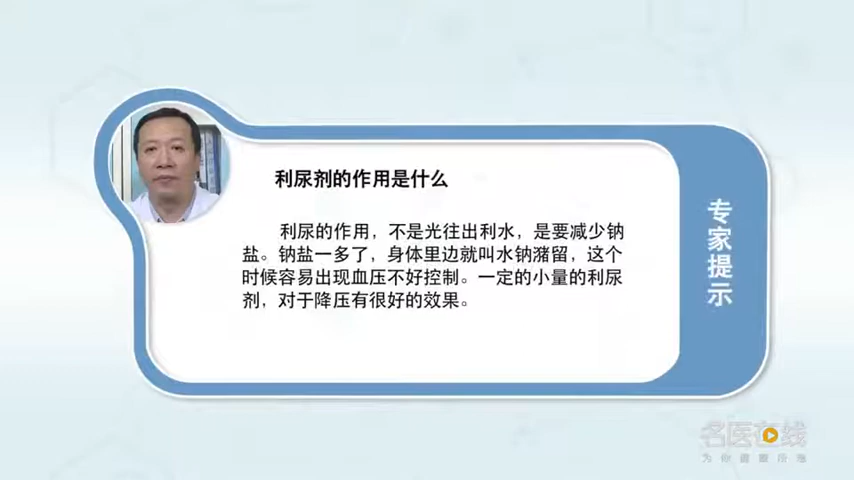 利尿剂的作用是什么
利尿的作用，不是光往出利水，是要减少钠
盐。钠盐一多了，身体里边就叫水钠潴留，这个
时候容易出现血压不好控制。一定的小量的利尿
剂，对于降压有很好的效果。
专家提示
名医在线